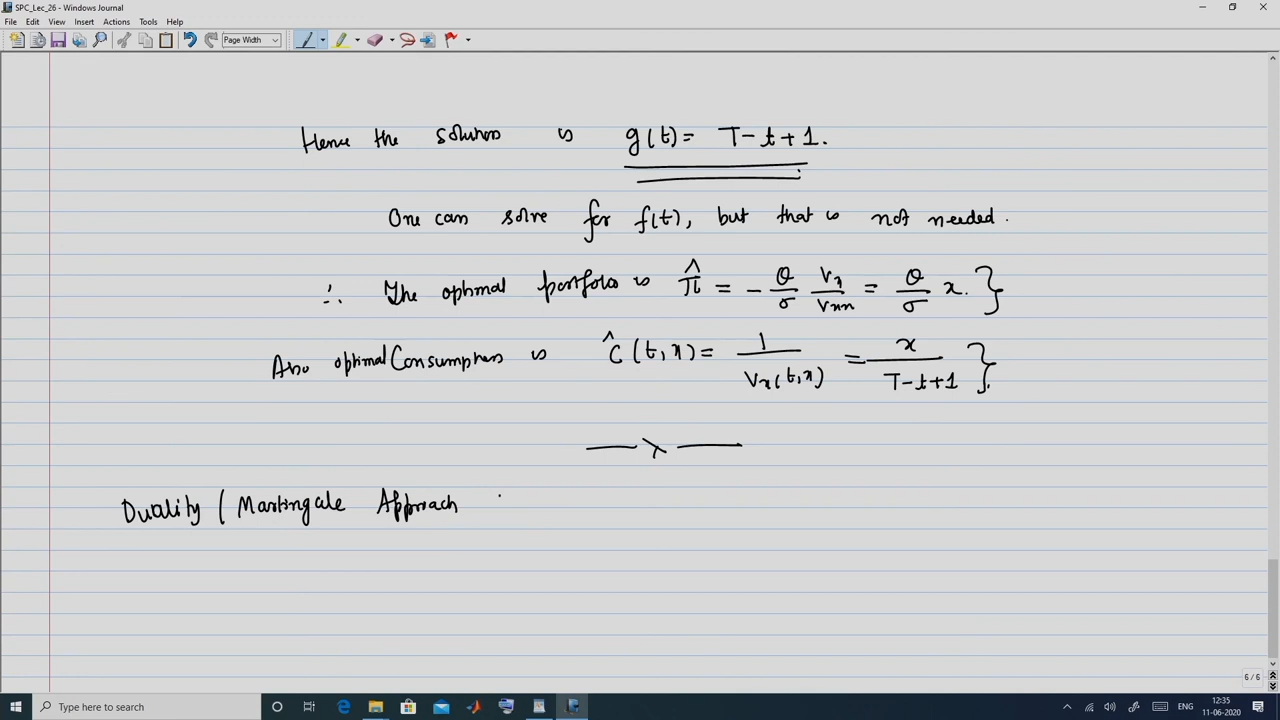 SPC_Lec_26 - Windows Journal
File Edit View Insert Actions Tools Help
Page Width
Hence the solution is g(t) = T-t+1.
One can solve for f(t), but that is not needed.
∴ The optimal portfolio is π̂ = - θ/σ Vx/Vxx = θ/σ x. }
Also optimal Consumption is ĉ(t,x) = 1/Vx(t,x) = x/(T-t+1) }
Duality / Martingale Approach
6 / 6
Type here to search
ENG
12:35
11-06-2020